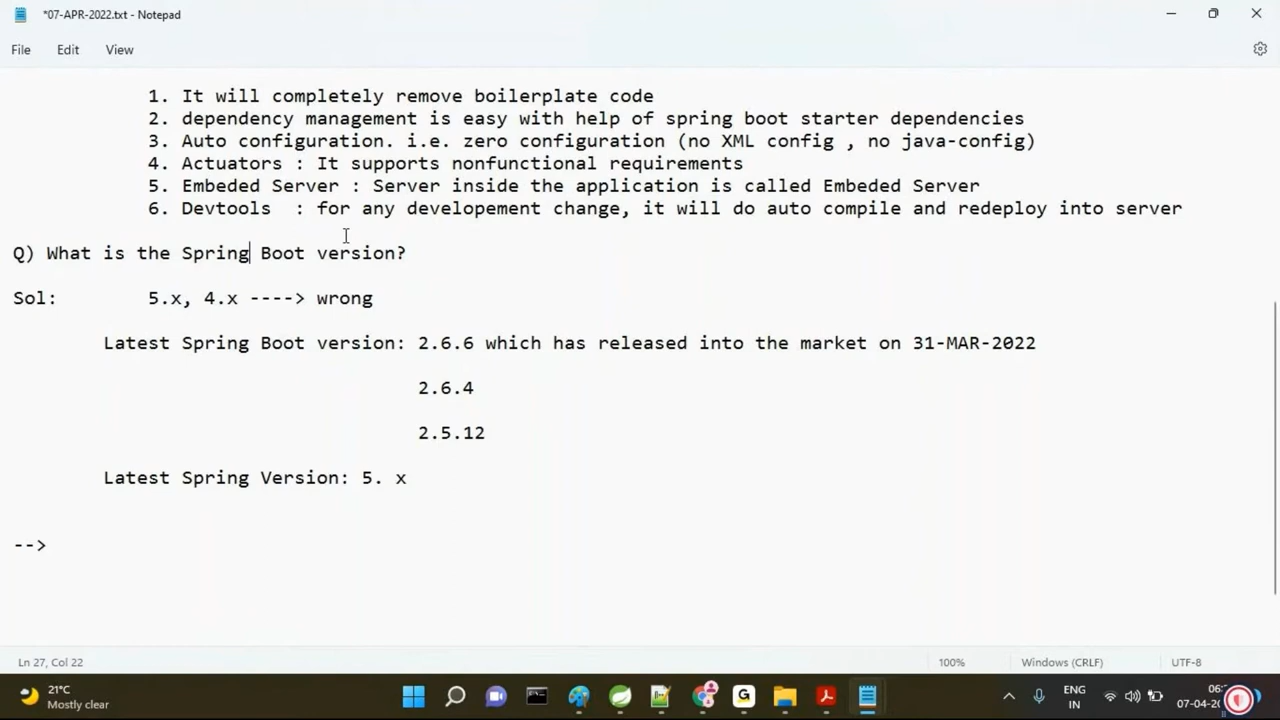 *07-APR-2022.txt - Notepad
File Edit View
1. It will completely remove boilerplate code
2. dependency management is easy with help of spring boot starter dependencies
3. Auto configuration. i.e. zero configuration (no XML config , no java-config)
4. Actuators : It supports nonfunctional requirements
5. Embeded Server : Server inside the application is called Embeded Server
6. Devtools  : for any developement change, it will do auto compile and redeploy into server
Q) What is the Spring Boot version?
Sol: 5.x, 4.x ----> wrong
Latest Spring Boot version: 2.6.6 which has released into the market on 31-MAR-2022
2.6.4
2.5.12
Latest Spring Version: 5. x
-->
Ln 27, Col 22 100% Windows (CRLF) UTF-8
21°C
Mostly clear
ENG
IN